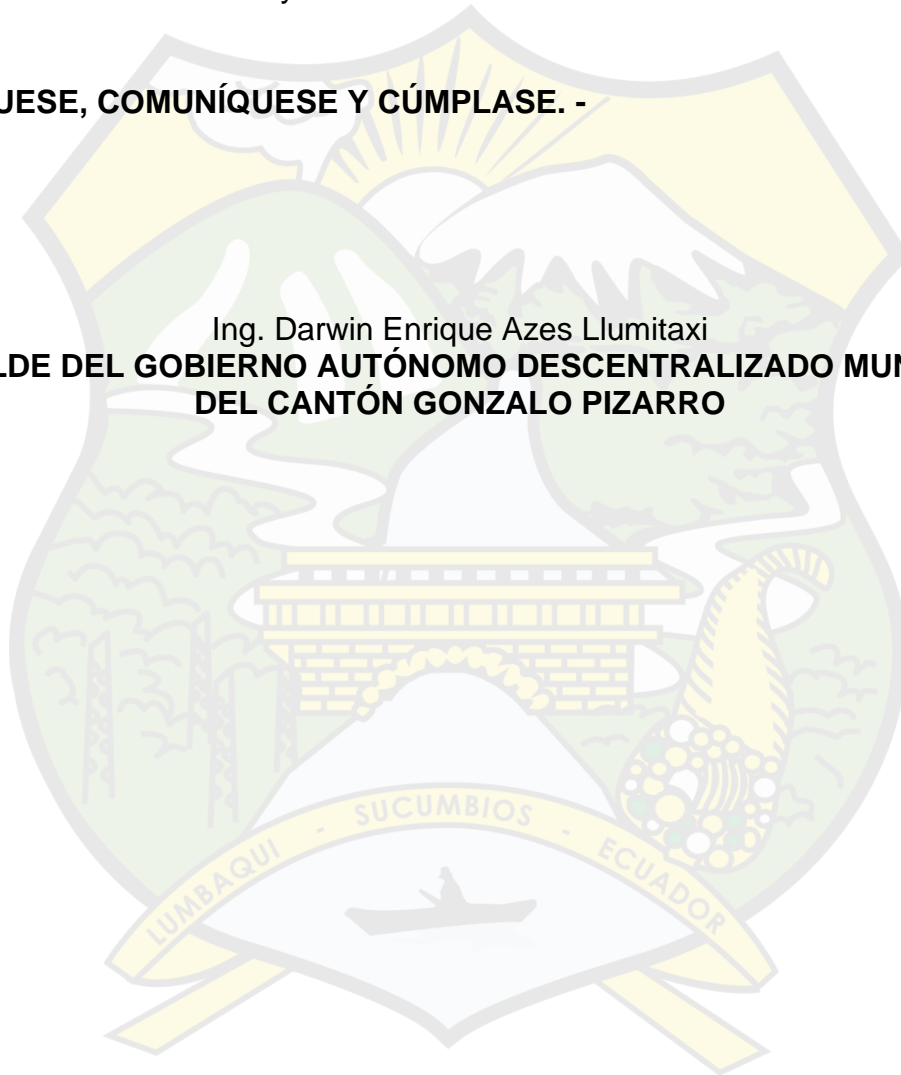 y
UESE, COMUNÍQUESE Y CÚMPLASE. -
Ing. Darwin Enrique Azes Llumitaxi
LDE DEL GOBIERNO AUTÓNOMO DESCENTRALIZADO MUN
DEL CANTÓN GONZALO PIZARRO
LUMBAQUI - SUCUMBIOS - ECUADOR